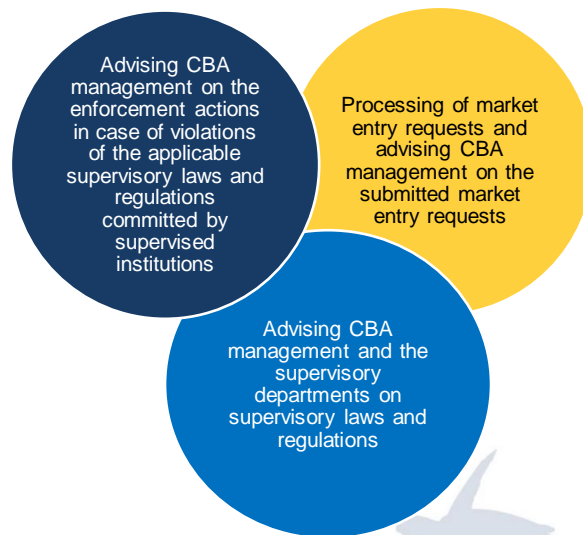 Advising CBA
management on the
enforcement actions
in case of violations
of the applicable
supervisory laws and
regulations
committed by
supervised
institutions
Processing of market
entry requests and
advising CBA
management on the
submitted market
entry requests
Advising CBA
management and the
supervisory
departments on
supervisory laws and
regulations